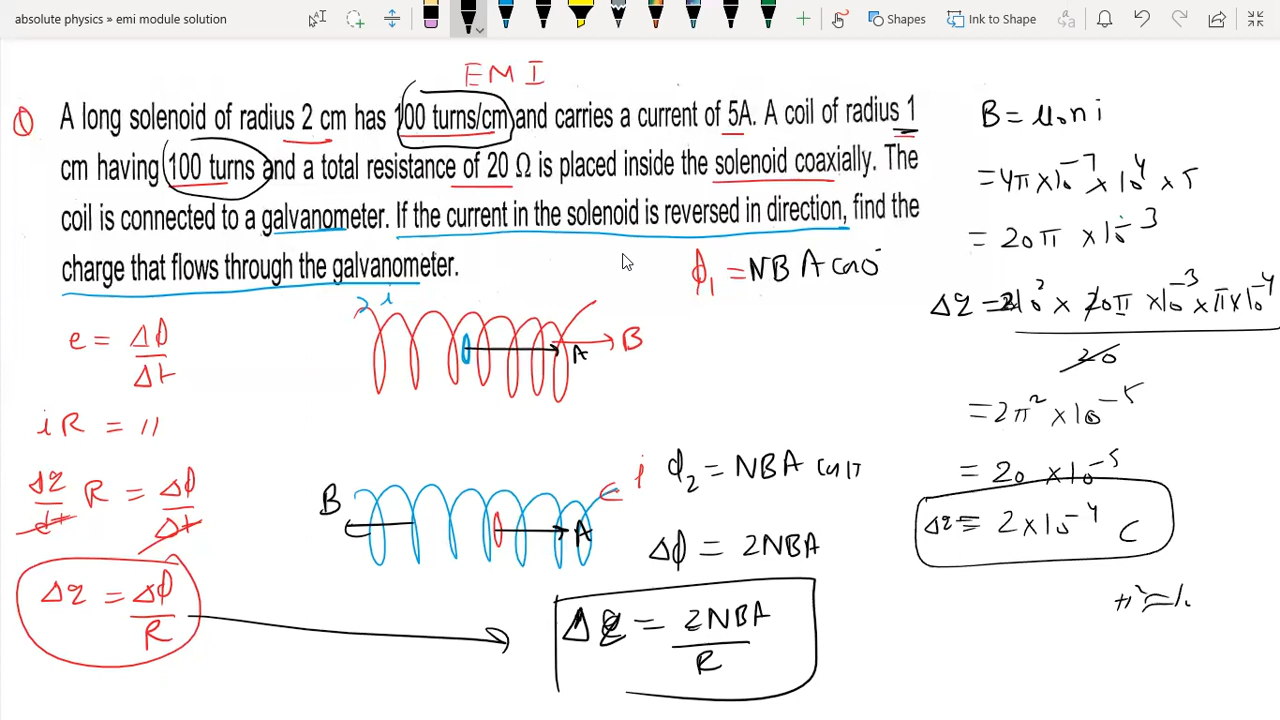 absolute physics » emi module solution
Shapes
Ink to Shape
EMI
Q
A long solenoid of radius 2 cm has 100 turns/cm and carries a current of 5A. A coil of radius 1
cm having 100 turns and a total resistance of 20 Ω is placed inside the solenoid coaxially. The
coil is connected to a galvanometer. If the current in the solenoid is reversed in direction, find the
charge that flows through the galvanometer.
e = Δϕ/Δt
iR = 11
Δq/dt R = Δϕ/Δt
Δq = Δϕ/R
i
A
B
ϕ₁ = NBA cos0°
B
A
i
ϕ₂ = NBA cos π
Δϕ = 2NBA
Δq = 2NBA/R
B = μ₀ni
= 4π×10⁻⁷ × 10⁴ × 5
= 20π × 10⁻³
Δq = 2×10² × 20π × 10⁻³ × π × 10⁻⁴
20
= 2π² × 10⁻⁵
= 20 × 10⁻⁵
Δq = 2×10⁻⁴ C